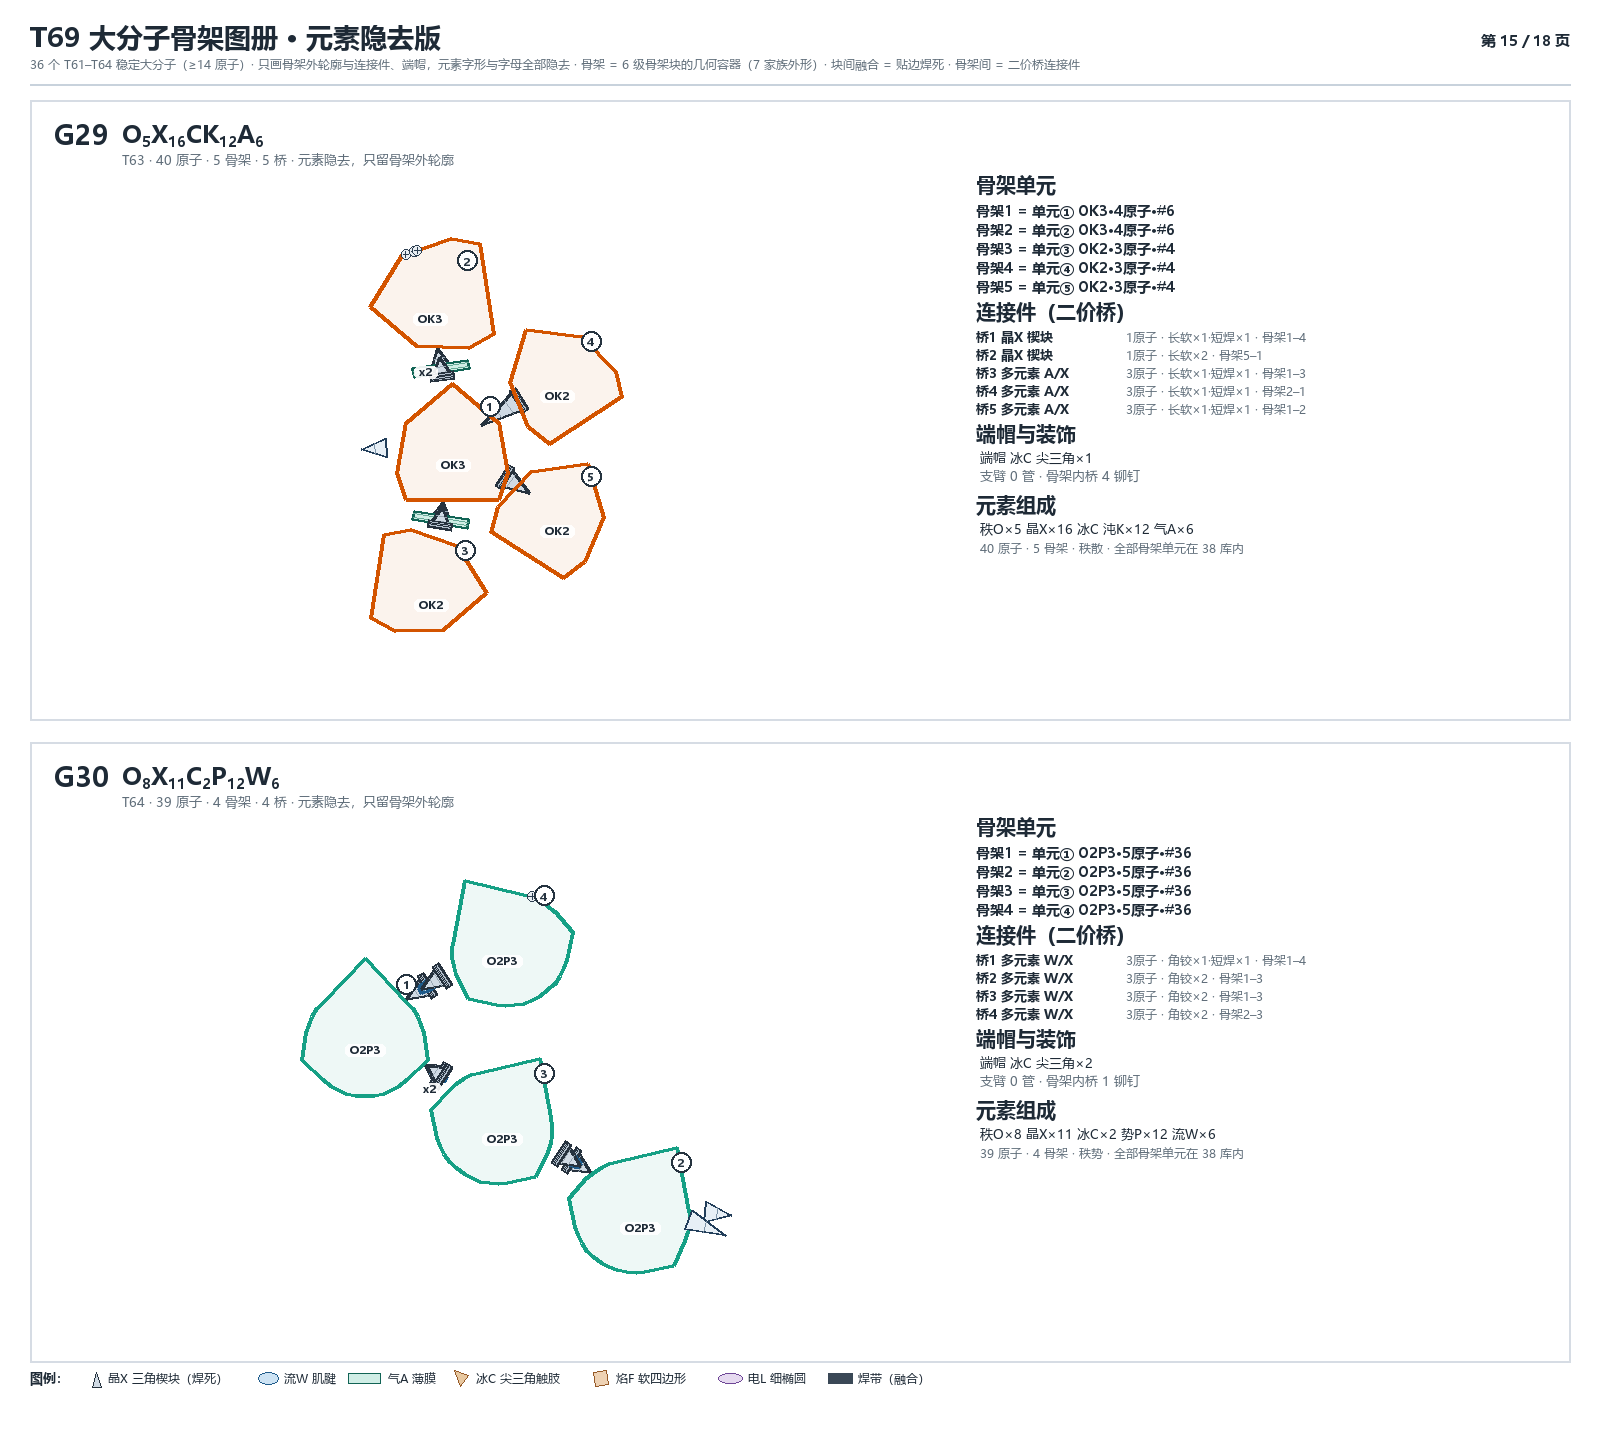 T69 大分子骨架图册 • 元素隐去版
第 15 / 18 页
36 个 T61–T64 稳定大分子（≥14 原子）· 只画骨架外轮廓与连接件、端帽，元素字形与字母全部隐去 · 骨架 = 6 级骨架块的几何容器（7 家族外形）· 块间融合 = 贴边焊死 · 骨架间 = 二价桥连接件
G29 O₅X₁₆CK₁₂A₆
T63 · 40 原子 · 5 骨架 · 5 桥 · 元素隐去，只留骨架外轮廓
2
OK3
x2
4
OK2
1
OK3
5
OK2
3
OK2
骨架单元
骨架1 = 单元① OK3•4原子•#6
骨架2 = 单元② OK3•4原子•#6
骨架3 = 单元③ OK2•3原子•#4
骨架4 = 单元④ OK2•3原子•#4
骨架5 = 单元⑤ OK2•3原子•#4
连接件（二价桥）
桥1 晶X 楔块 1原子 · 长软×1·短焊×1 · 骨架1–4
桥2 晶X 楔块 1原子 · 长软×2 · 骨架5–1
桥3 多元素 A/X 3原子 · 长软×1·短焊×1 · 骨架1–3
桥4 多元素 A/X 3原子 · 长软×1·短焊×1 · 骨架2–1
桥5 多元素 A/X 3原子 · 长软×1·短焊×1 · 骨架1–2
端帽与装饰
端帽 冰C 尖三角×1
支臂 0 管 · 骨架内桥 4 铆钉
元素组成
秩O×5 晶X×16 冰C 沌K×12 气A×6
40 原子 · 5 骨架 · 秩散 · 全部骨架单元在 38 库内
G30 O₈X₁₁C₂P₁₂W₆
T64 · 39 原子 · 4 骨架 · 4 桥 · 元素隐去，只留骨架外轮廓
4
O2P3
1
O2P3
x2
3
O2P3
2
O2P3
骨架单元
骨架1 = 单元① O2P3•5原子•#36
骨架2 = 单元② O2P3•5原子•#36
骨架3 = 单元③ O2P3•5原子•#36
骨架4 = 单元④ O2P3•5原子•#36
连接件（二价桥）
桥1 多元素 W/X 3原子 · 角铰×1·短焊×1 · 骨架1–4
桥2 多元素 W/X 3原子 · 角铰×2 · 骨架1–3
桥3 多元素 W/X 3原子 · 角铰×2 · 骨架1–3
桥4 多元素 W/X 3原子 · 角铰×2 · 骨架2–3
端帽与装饰
端帽 冰C 尖三角×2
支臂 0 管 · 骨架内桥 1 铆钉
元素组成
秩O×8 晶X×11 冰C×2 势P×12 流W×6
39 原子 · 4 骨架 · 秩势 · 全部骨架单元在 38 库内
图例： 晶X 三角楔块（焊死） 流W 肌腱 气A 薄膜 冰C 尖三角触肢 焰F 软四边形 电L 细椭圆 焊带（融合）